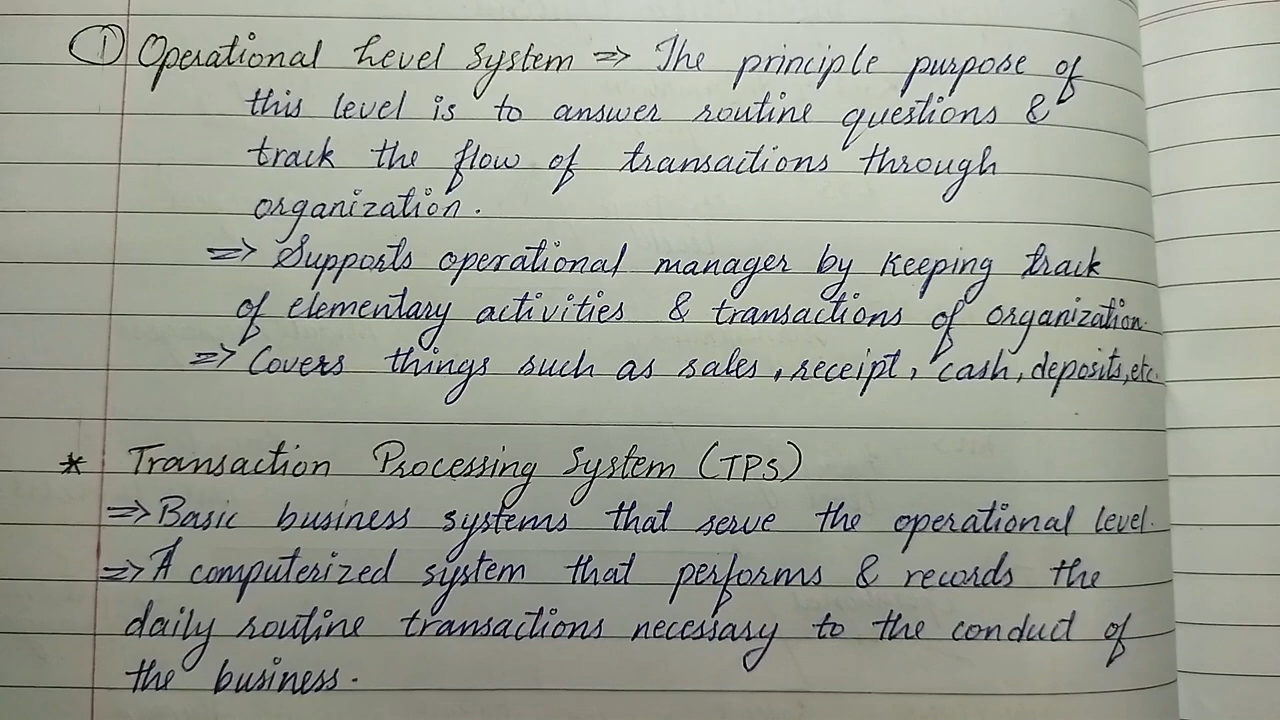 ① Operational Level System ⇒ The principle purpose of
this level is to answer routine questions &
track the flow of transactions through
organization.
⇒ Supports operational manager by keeping track
of elementary activities & transactions of organization.
⇒ Covers things such as sales, receipt, cash, deposits, etc.
* Transaction Processing System (TPS)
⇒ Basic business systems that serve the operational level.
⇒ A computerized system that performs & records the
daily routine transactions necessary to the conduct of
the business.